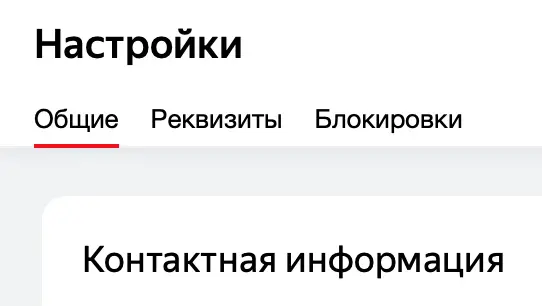 Настройки
Общие Реквизиты Блокировки
Контактная информация